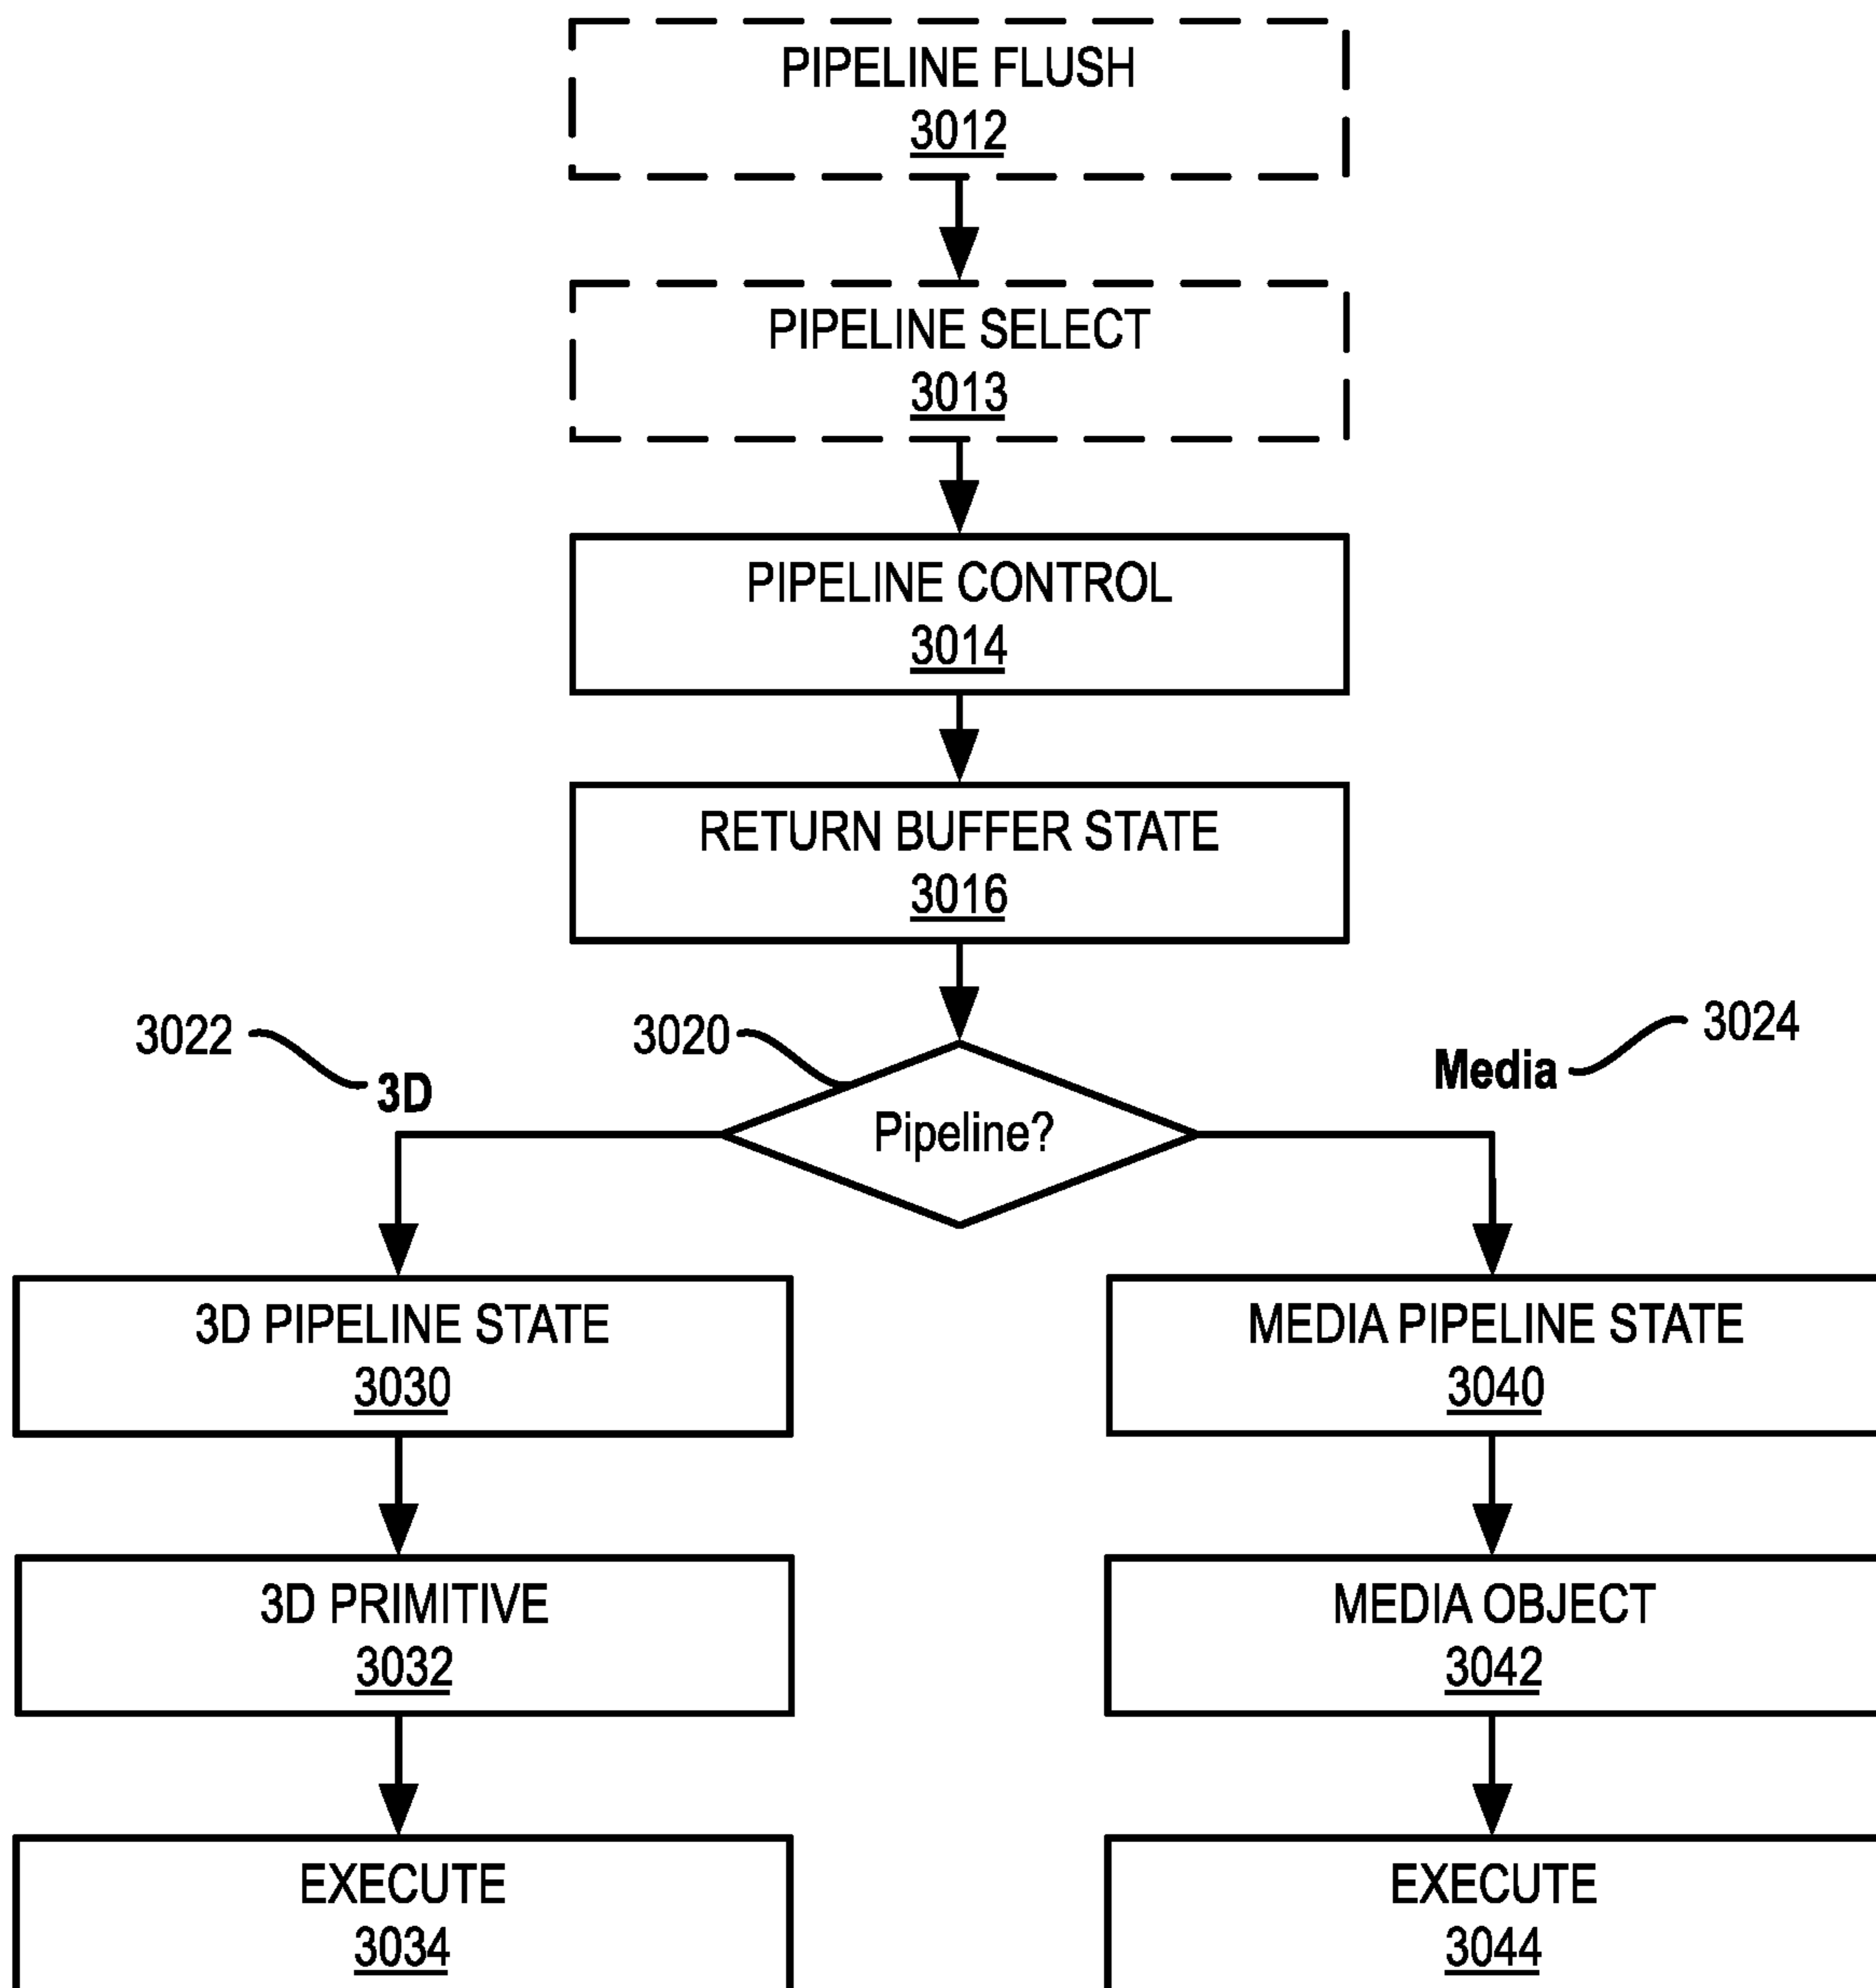 PIPELINE FLUSH
3012
PIPELINE SELECT
3013
PIPELINE CONTROL
3014
RETURN BUFFER STATE
3016
3022
3020
3024
3D
Media
Pipeline?
3D PIPELINE STATE
3030
MEDIA PIPELINE STATE
3040
3D PRIMITIVE
3032
MEDIA OBJECT
3042
EXECUTE
3034
EXECUTE
3044